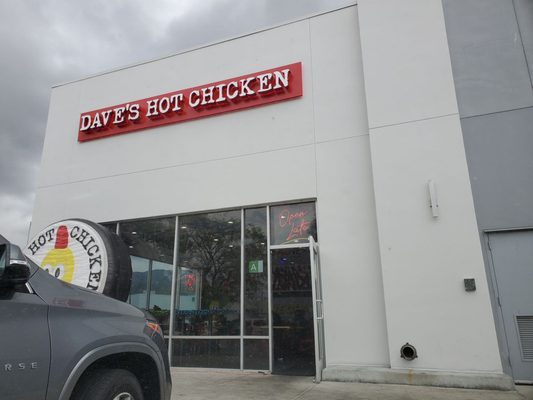 DAVE'S HOT CHICKEN
Open
Late
HOT CHICKEN
A
RSE